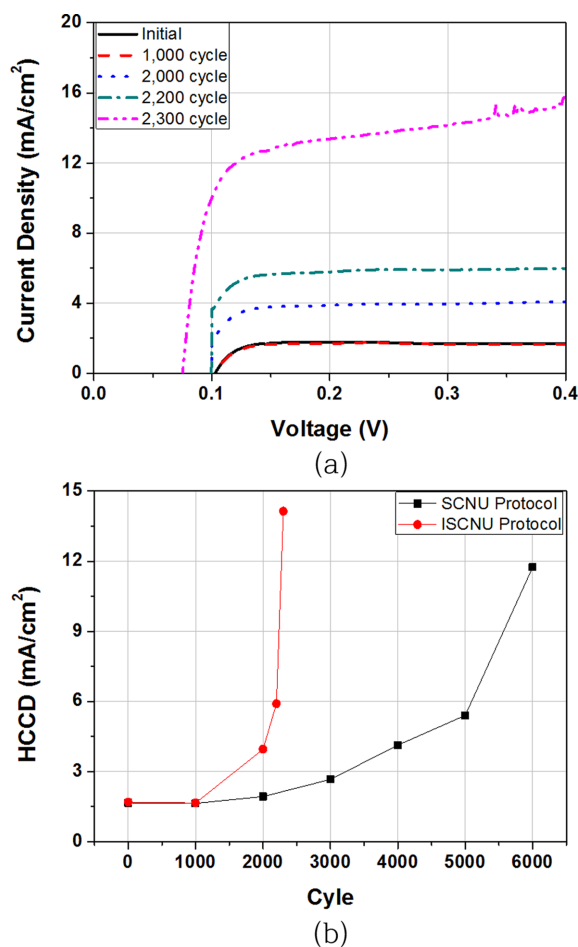 20
16
12
8
4
0
Current Density (mA/cm²)
Initial
1,000 cycle
2,000 cycle
2,200 cycle
2,300 cycle
0.0 0.1 0.2 0.3 0.4
Voltage (V)
(a)
15
12
9
6
3
0
HCCD (mA/cm²)
SCNU Protocol
ISCNU Protocol
0 1000 2000 3000 4000 5000 6000
Cyle
(b)